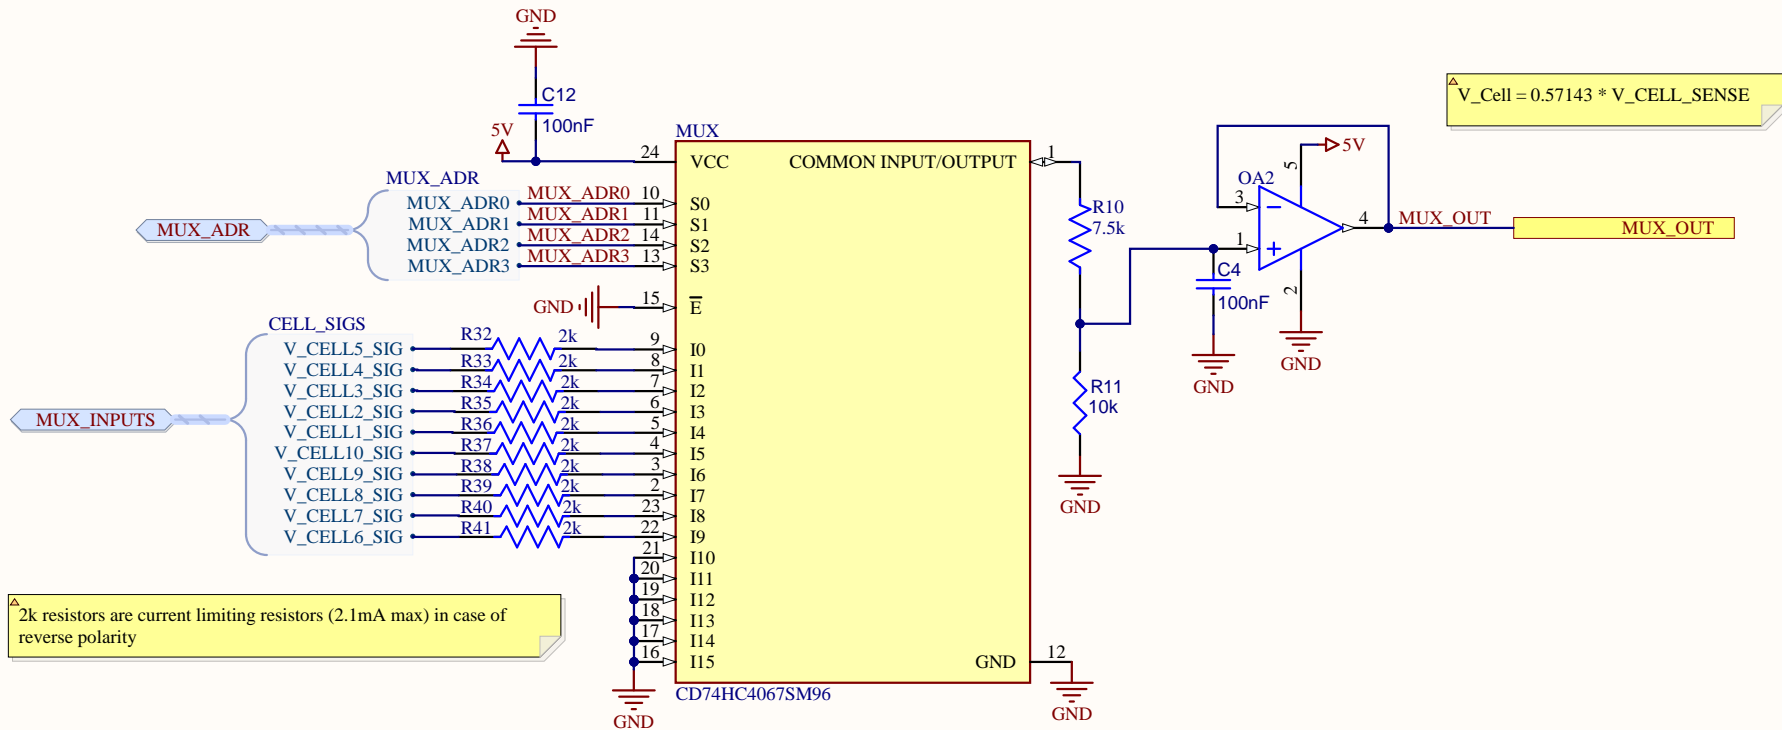 GND
C12
100nF
5V
MUX
24
VCC
COMMON INPUT/OUTPUT
1
V_Cell = 0.57143 * V_CELL_SENSE
MUX_ADR
MUX_ADR
MUX_ADR0
MUX_ADR0
10
S0
MUX_ADR1
MUX_ADR1
11
S1
MUX_ADR2
MUX_ADR2
14
S2
MUX_ADR3
MUX_ADR3
13
S3
GND
15
E
R10
7.5k
5V
5
OA2
3
1
4
2
MUX_OUT
MUX_OUT
C4
100nF
GND
GND
R11
10k
GND
MUX_INPUTS
CELL_SIGS
V_CELL5_SIG
R32
2k
9
I0
V_CELL4_SIG
R33
2k
8
I1
V_CELL3_SIG
R34
2k
7
I2
V_CELL2_SIG
R35
2k
6
I3
V_CELL1_SIG
R36
2k
5
I4
V_CELL10_SIG
R37
2k
4
I5
V_CELL9_SIG
R38
2k
3
I6
V_CELL8_SIG
R39
2k
2
I7
V_CELL7_SIG
R40
2k
23
I8
V_CELL6_SIG
R41
2k
22
I9
21
I10
20
I11
19
I12
18
I13
17
I14
16
I15
GND
12
GND
GND
CD74HC4067SM96
2k resistors are current limiting resistors (2.1mA max) in case of
reverse polarity